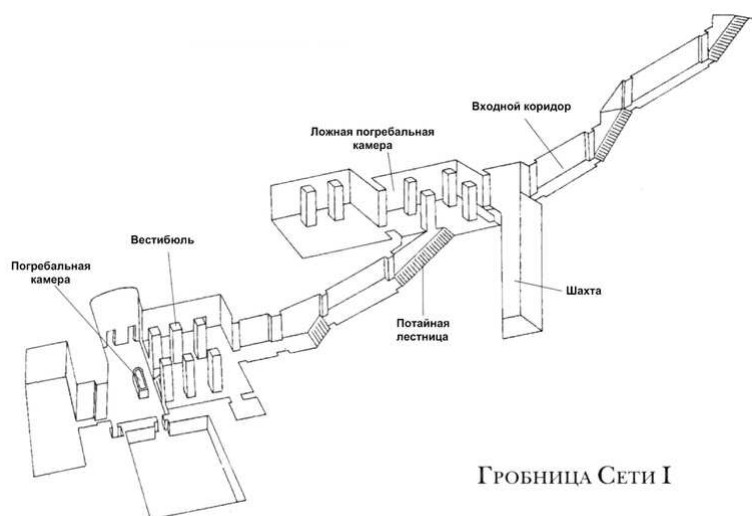 Входной коридор
Ложная погребальная
камера
Вестибюль
Погребальная
камера
Шахта
Потайная
лестница
Гробница Сети I